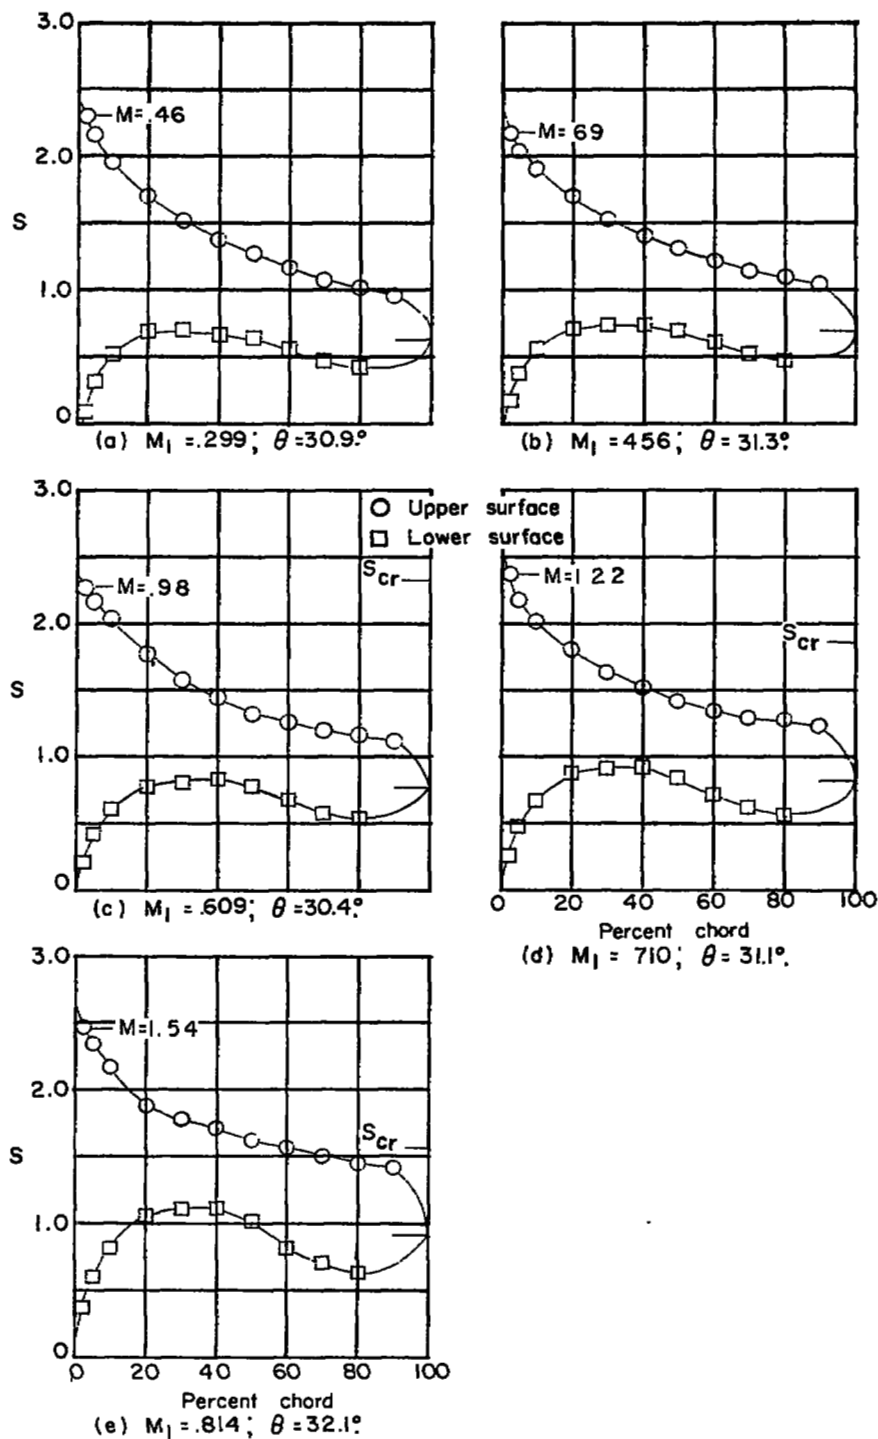 3.0
2.0
S
1.0
0
M=.46
(a) M₁ =.299; θ=30.9°.
M=69
(b) M₁ =456; θ=31.3°.
○ Upper surface
□ Lower surface
3.0
2.0
S
1.0
0
Scr
M=.98
(c) M₁ =.609; θ=30.4°.
M=122
Scr
0 20 40 60 80 100
Percent chord
(d) M₁ = 710; θ=31.1°.
3.0
2.0
S
1.0
0
M=1.54
Scr
0 20 40 60 80 100
Percent chord
(e) M₁ =.814; θ=32.1°.